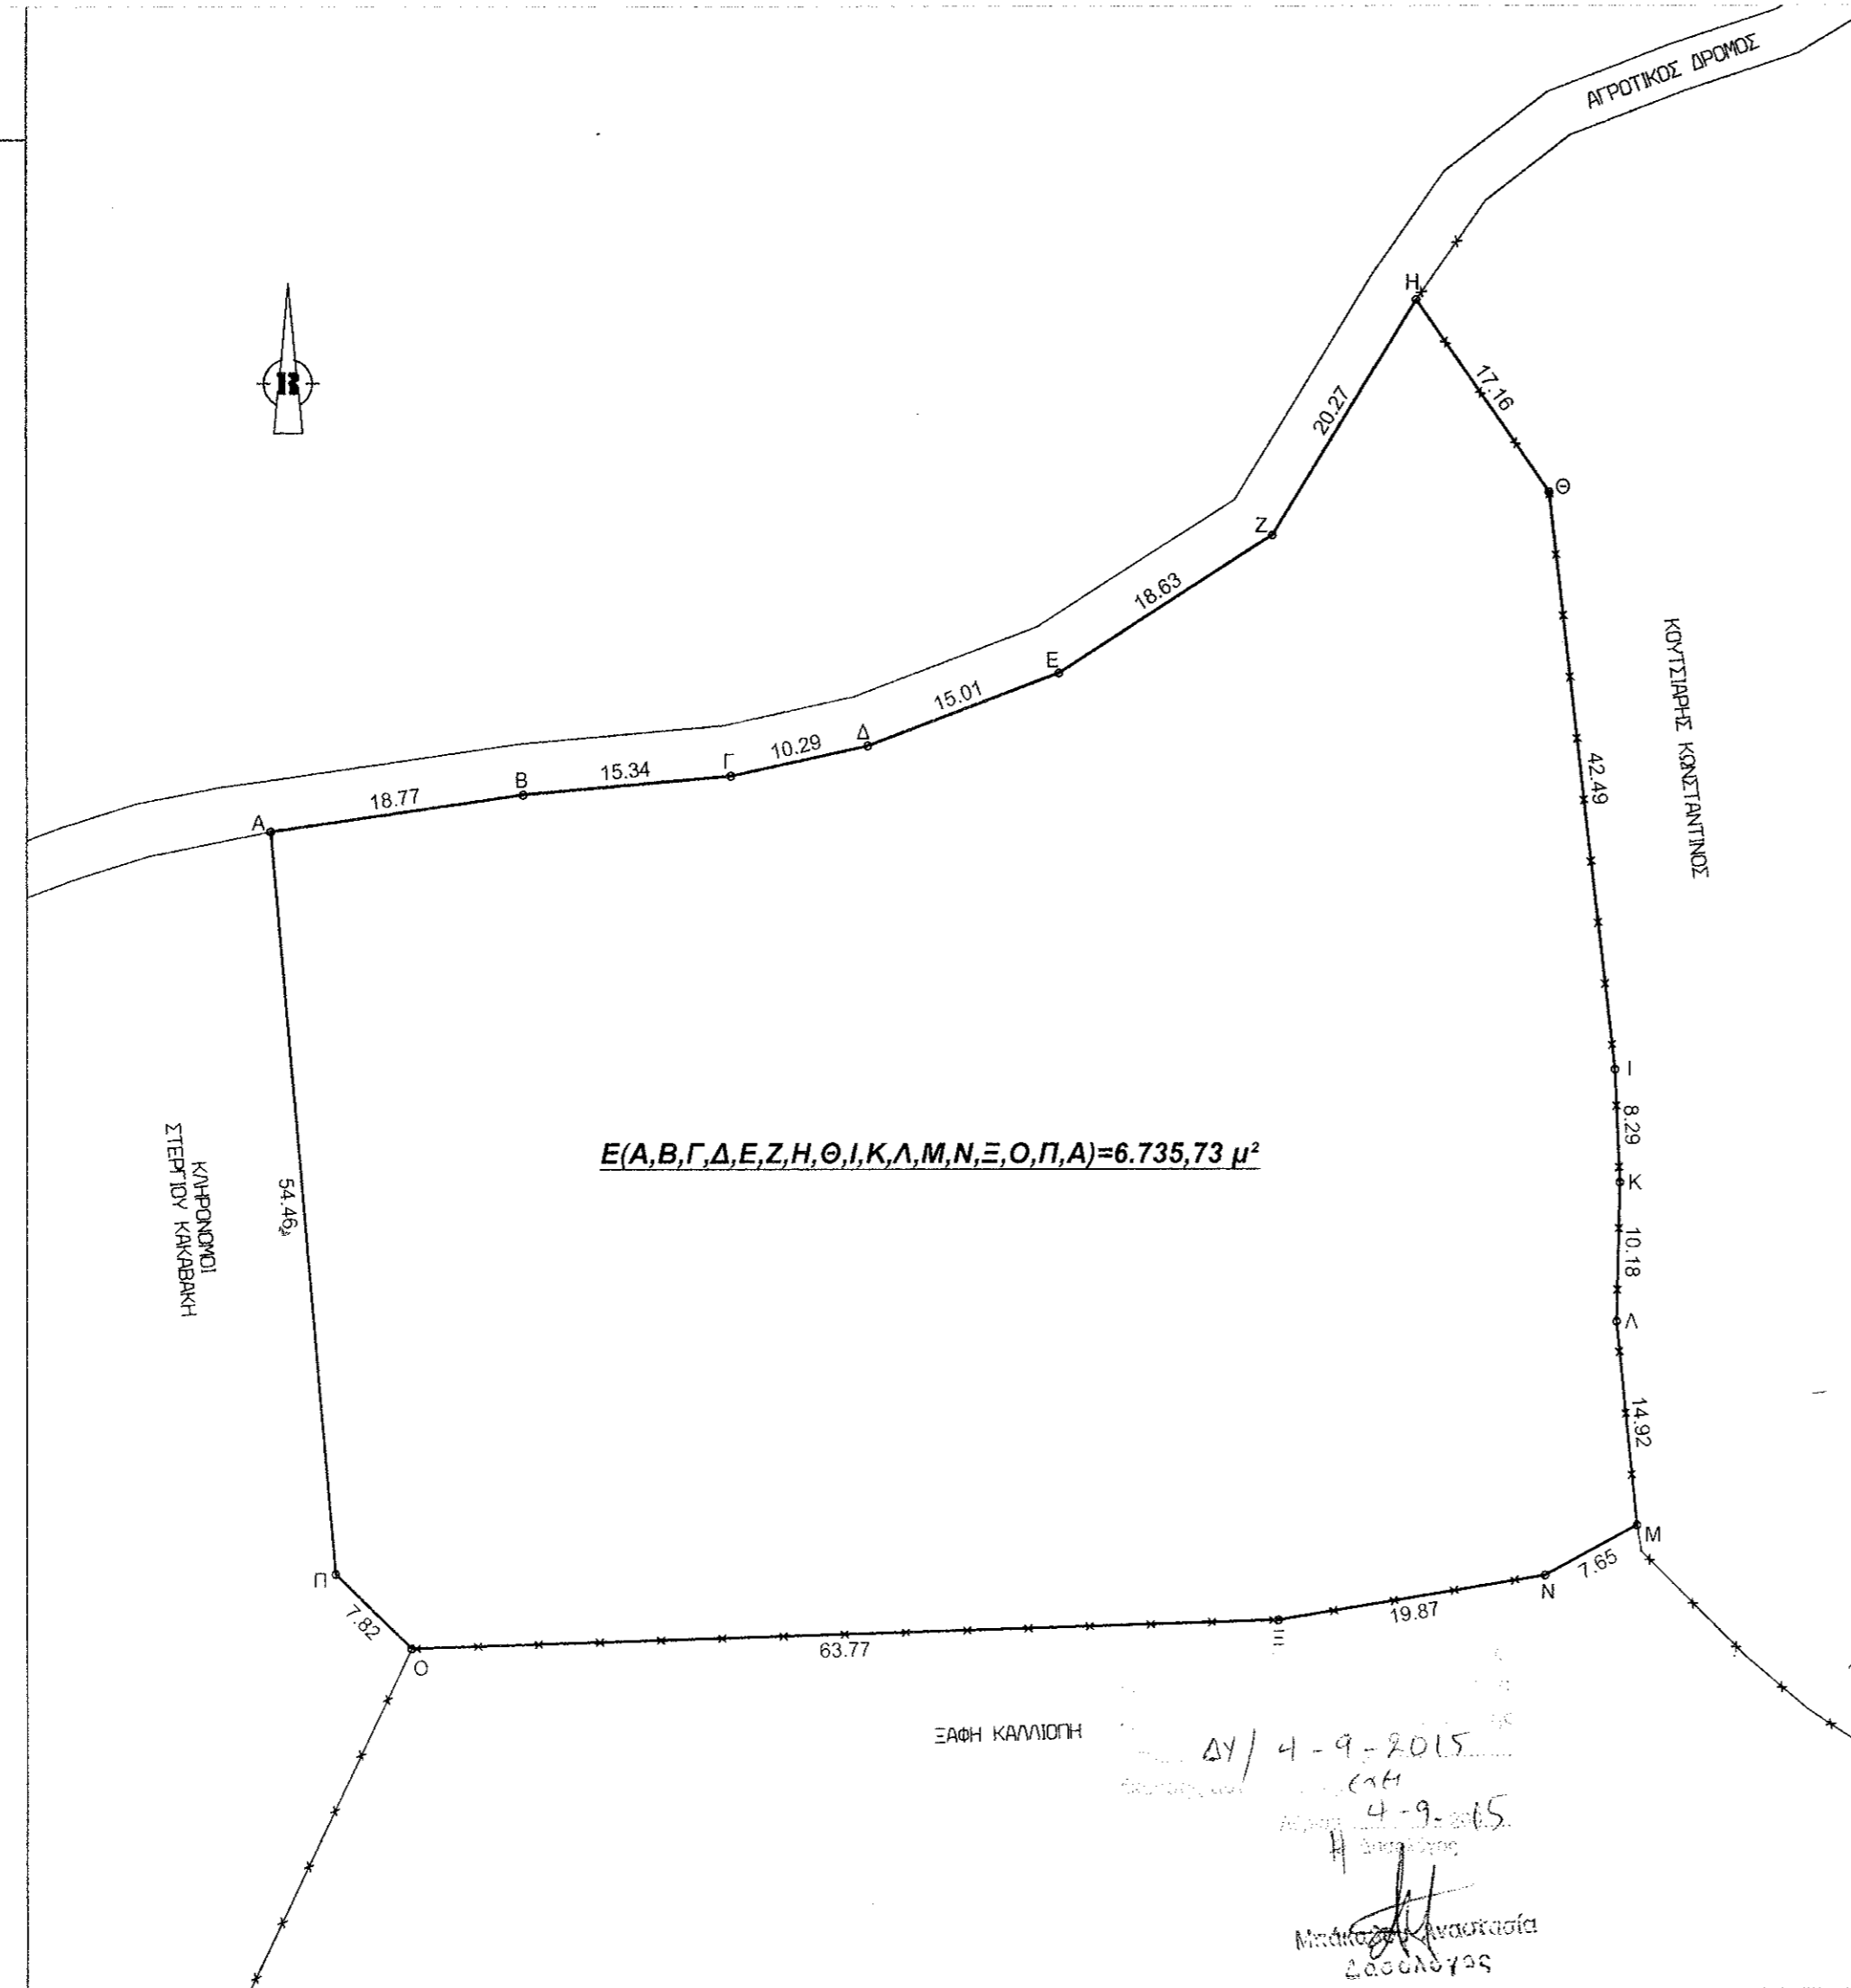 ΑΓΡΟΤΙΚΟΣ ΔΡΟΜΟΣ
Η
17.16
20.27
Θ
Ζ
18.63
Ε
15.01
Δ
10.29
Γ
15.34
Β
18.77
Α
42.49
ΚΟΥΤΣΙΑΡΗΣ ΚΩΝΣΤΑΝΤΙΝΟΣ
Ι
8.29
Κ
10.18
Λ
14.92
Μ
7.65
Ν
19.87
Ξ
63.77
Ο
7.82
Π
54.46
ΚΛΗΡΟΝΟΜΟΙ
ΣΤΕΡΓΙΟΥ ΚΑΚΑΒΑΚΗ
Ε(Α,Β,Γ,Δ,Ε,Ζ,Η,Θ,Ι,Κ,Λ,Μ,Ν,Ξ,Ο,Π,Α)=6.735,73 μ²
ΞΑΦΗ ΚΑΛΛΙΟΠΗ
ΔΥ/ 4-9-2015
4-9-2015
Η
Αναστασία
Δασολόγος